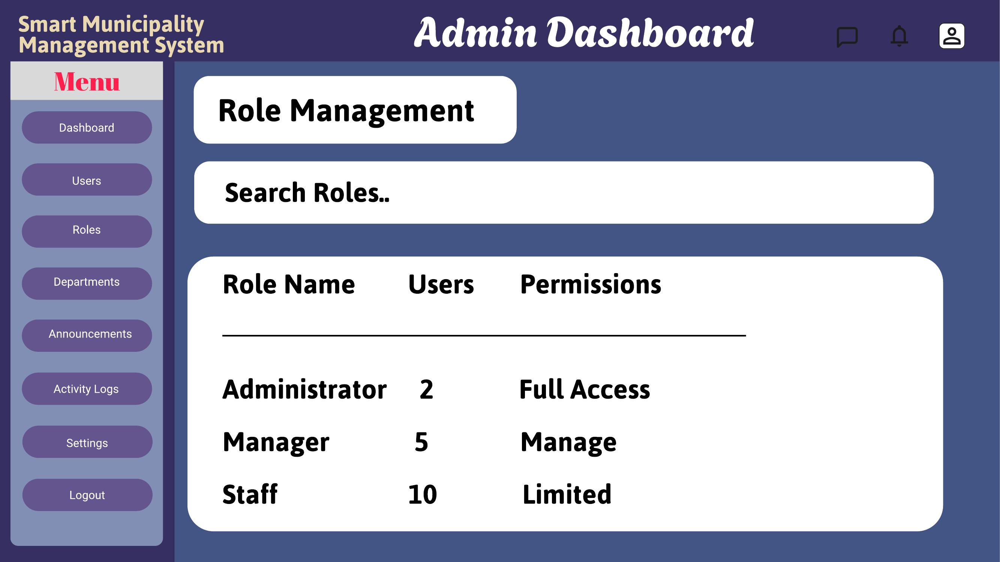 Smart Municipality
Management System
Admin Dashboard
Menu
Dashboard
Users
Roles
Departments
Announcements
Activity Logs
Settings
Logout
Role Management
Search Roles..
Role Name Users Permissions
Administrator 2 Full Access
Manager 5 Manage
Staff 10 Limited